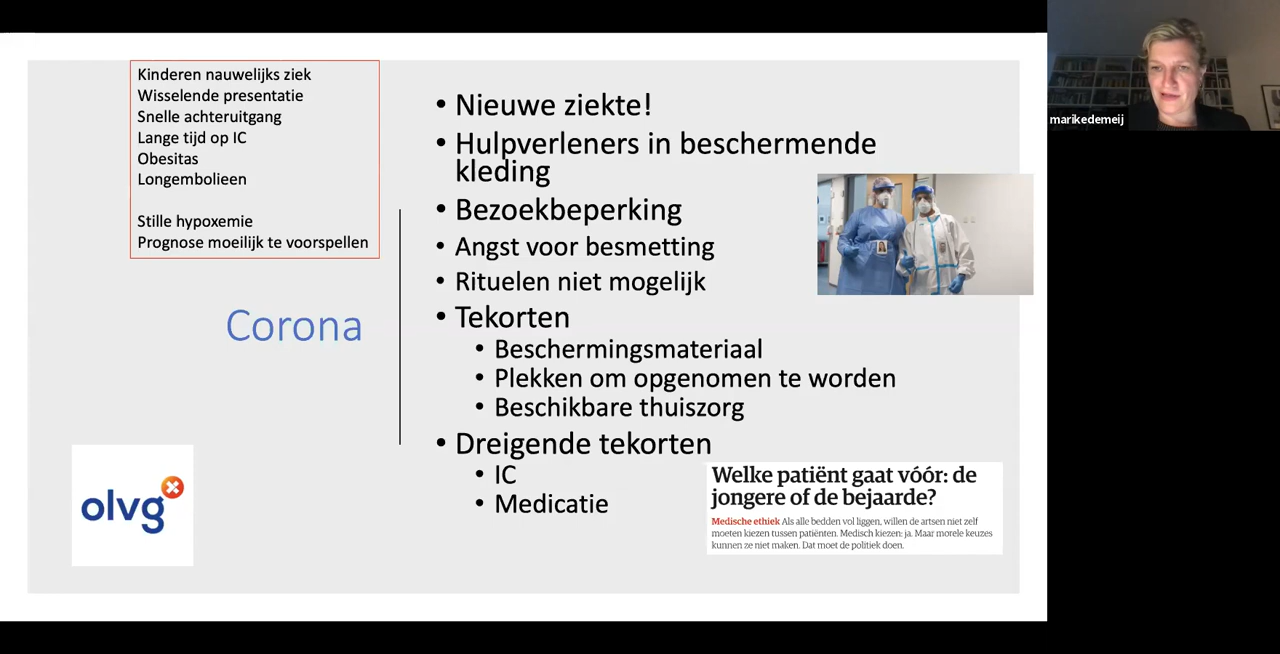 Kinderen nauwelijks ziek
Wisselende presentatie
Snelle achteruitgang
Lange tijd op IC
Obesitas
Longembolieen
Stille hypoxemie
Prognose moeilijk te voorspellen
Corona
olvg
• Nieuwe ziekte!
• Hulpverleners in beschermende
kleding
• Bezoekbeperking
• Angst voor besmetting
• Rituelen niet mogelijk
• Tekorten
• Beschermingsmateriaal
• Plekken om opgenomen te worden
• Beschikbare thuiszorg
• Dreigende tekorten
• IC
• Medicatie
Welke patiënt gaat vóór: de
jongere of de bejaarde?
Medische ethiek Als alle bedden vol liggen, willen de artsen niet zelf
moeten kiezen tussen patiënten. Medisch kiezen: ja. Maar morele keuzes
kunnen ze niet maken. Dat moet de politiek doen.
marikedemeij